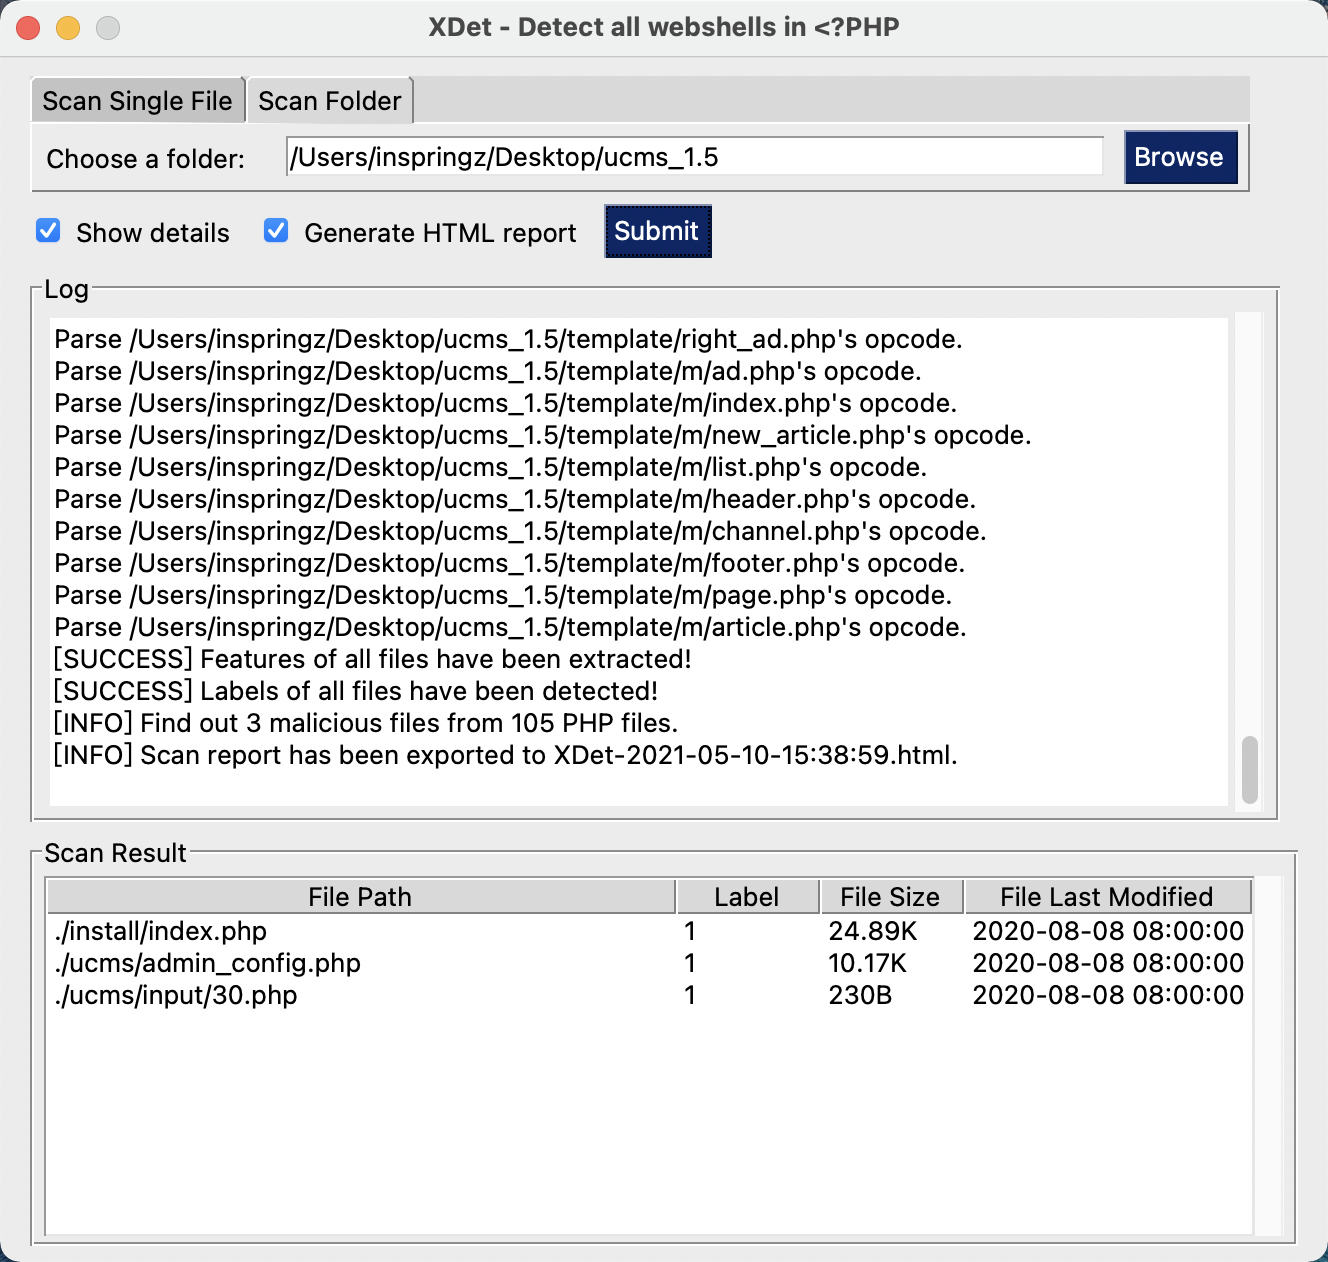 XDet - Detect all webshells in <?PHP
Scan Single File Scan Folder
Choose a folder: /Users/inspringz/Desktop/ucms_1.5 Browse
Show details Generate HTML report Submit
Log
Parse /Users/inspringz/Desktop/ucms_1.5/template/right_ad.php's opcode.
Parse /Users/inspringz/Desktop/ucms_1.5/template/m/ad.php's opcode.
Parse /Users/inspringz/Desktop/ucms_1.5/template/m/index.php's opcode.
Parse /Users/inspringz/Desktop/ucms_1.5/template/m/new_article.php's opcode.
Parse /Users/inspringz/Desktop/ucms_1.5/template/m/list.php's opcode.
Parse /Users/inspringz/Desktop/ucms_1.5/template/m/header.php's opcode.
Parse /Users/inspringz/Desktop/ucms_1.5/template/m/channel.php's opcode.
Parse /Users/inspringz/Desktop/ucms_1.5/template/m/footer.php's opcode.
Parse /Users/inspringz/Desktop/ucms_1.5/template/m/page.php's opcode.
Parse /Users/inspringz/Desktop/ucms_1.5/template/m/article.php's opcode.
[SUCCESS] Features of all files have been extracted!
[SUCCESS] Labels of all files have been detected!
[INFO] Find out 3 malicious files from 105 PHP files.
[INFO] Scan report has been exported to XDet-2021-05-10-15:38:59.html.
Scan Result
File Path Label File Size File Last Modified
./install/index.php 1 24.89K 2020-08-08 08:00:00
./ucms/admin_config.php 1 10.17K 2020-08-08 08:00:00
./ucms/input/30.php 1 230B 2020-08-08 08:00:00